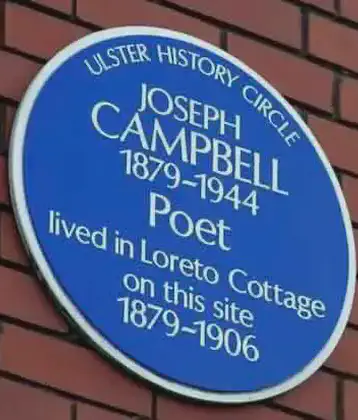 ULSTER HISTORY CIRCLE
JOSEPH
CAMPBELL
1879-1944
Poet
lived in Loreto Cottage
on this site
1879-1906